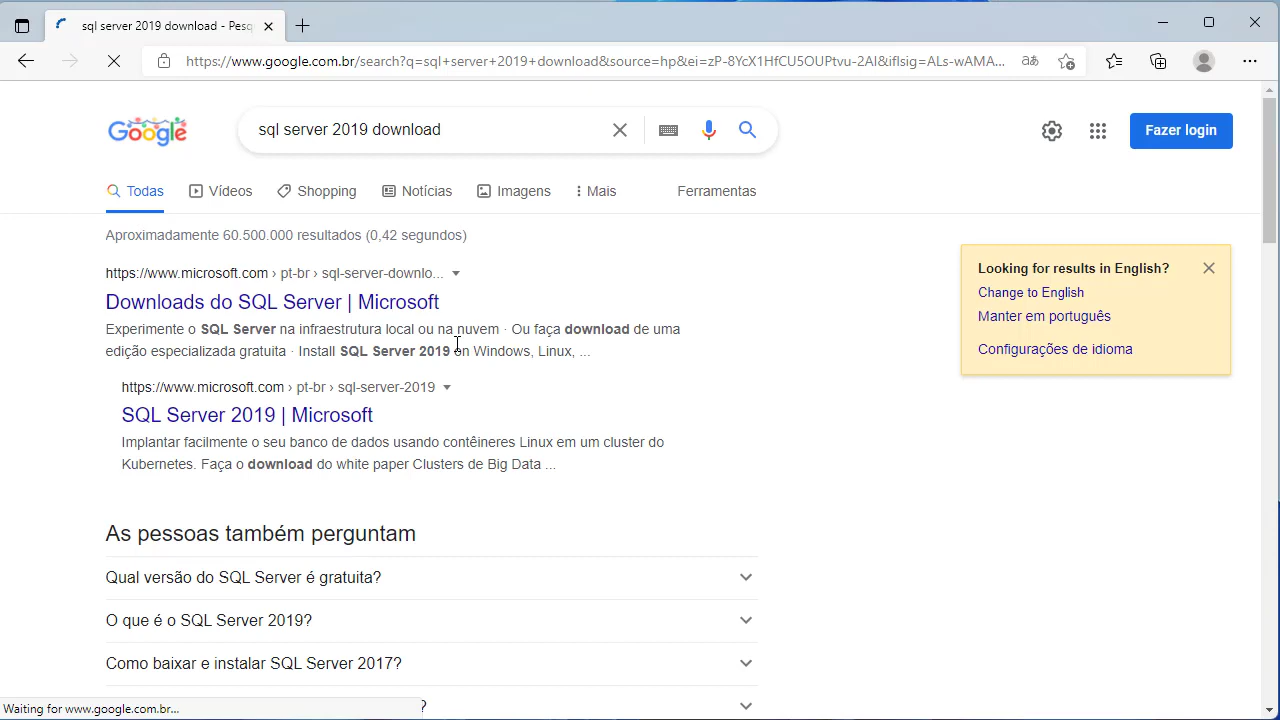 sql server 2019 download - Pesq
https://www.google.com.br/search?q=sql+server+2019+download&source=hp&ei=zP-8YcX1HfCU5OUPtvu-2AI&iflsig=ALs-wAMA...
Google
sql server 2019 download
Fazer login
Todas Vídeos Shopping Notícias Imagens Mais Ferramentas
Aproximadamente 60.500.000 resultados (0,42 segundos)
https://www.microsoft.com › pt-br › sql-server-downlo...
Downloads do SQL Server | Microsoft
Experimente o SQL Server na infraestrutura local ou na nuvem · Ou faça download de uma
edição especializada gratuita · Install SQL Server 2019 on Windows, Linux, ...
https://www.microsoft.com › pt-br › sql-server-2019
SQL Server 2019 | Microsoft
Implantar facilmente o seu banco de dados usando contêineres Linux em um cluster do
Kubernetes. Faça o download do white paper Clusters de Big Data ...
Looking for results in English?
Change to English
Manter em português
Configurações de idioma
As pessoas também perguntam
Qual versão do SQL Server é gratuita?
O que é o SQL Server 2019?
Como baixar e instalar SQL Server 2017?
?
Waiting for www.google.com.br...